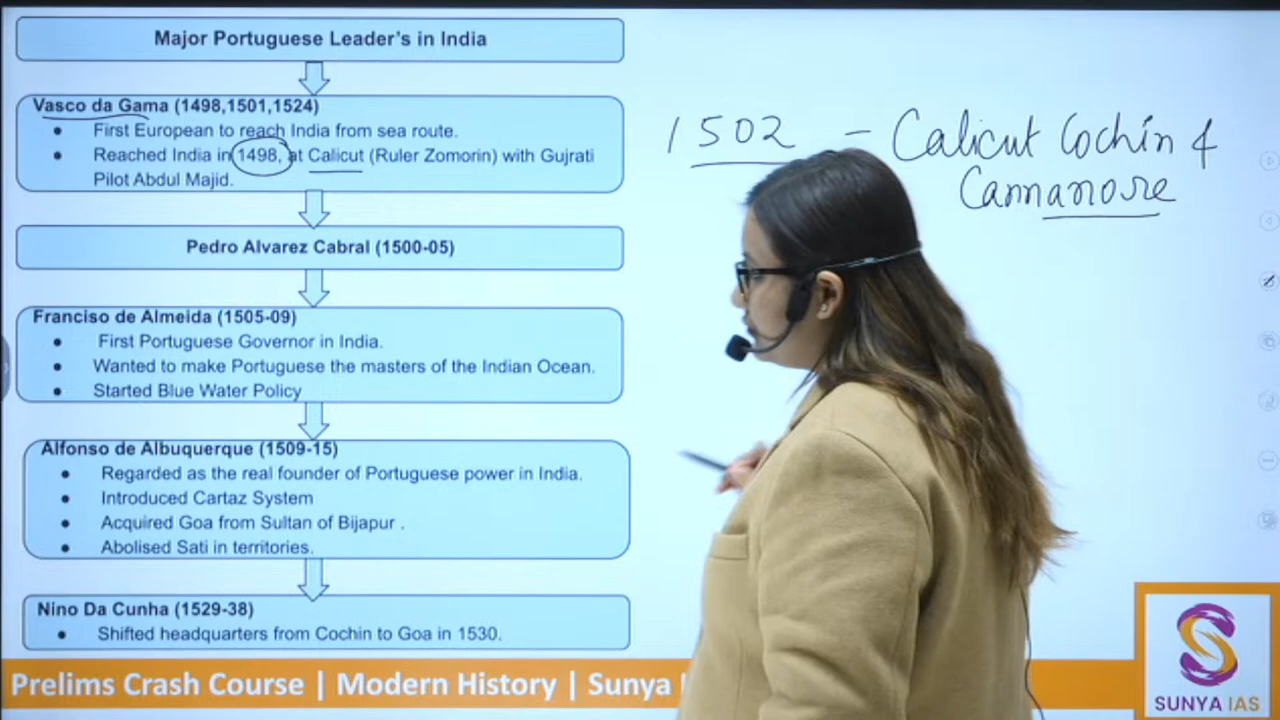 Major Portuguese Leader's in India
Vasco da Gama (1498,1501,1524)
● First European to reach India from sea route.
● Reached India in 1498, at Calicut (Ruler Zomorin) with Gujrati
Pilot Abdul Majid.
Pedro Alvarez Cabral (1500-05)
Franciso de Almeida (1505-09)
● First Portuguese Governor in India.
● Wanted to make Portuguese the masters of the Indian Ocean.
● Started Blue Water Policy
Alfonso de Albuquerque (1509-15)
● Regarded as the real founder of Portuguese power in India.
● Introduced Cartaz System
● Acquired Goa from Sultan of Bijapur .
● Abolised Sati in territories.
Nino Da Cunha (1529-38)
● Shifted headquarters from Cochin to Goa in 1530.
1502 – Calicut Cochin &
Cannanore
Prelims Crash Course | Modern History | Sunya
SUNYA IAS